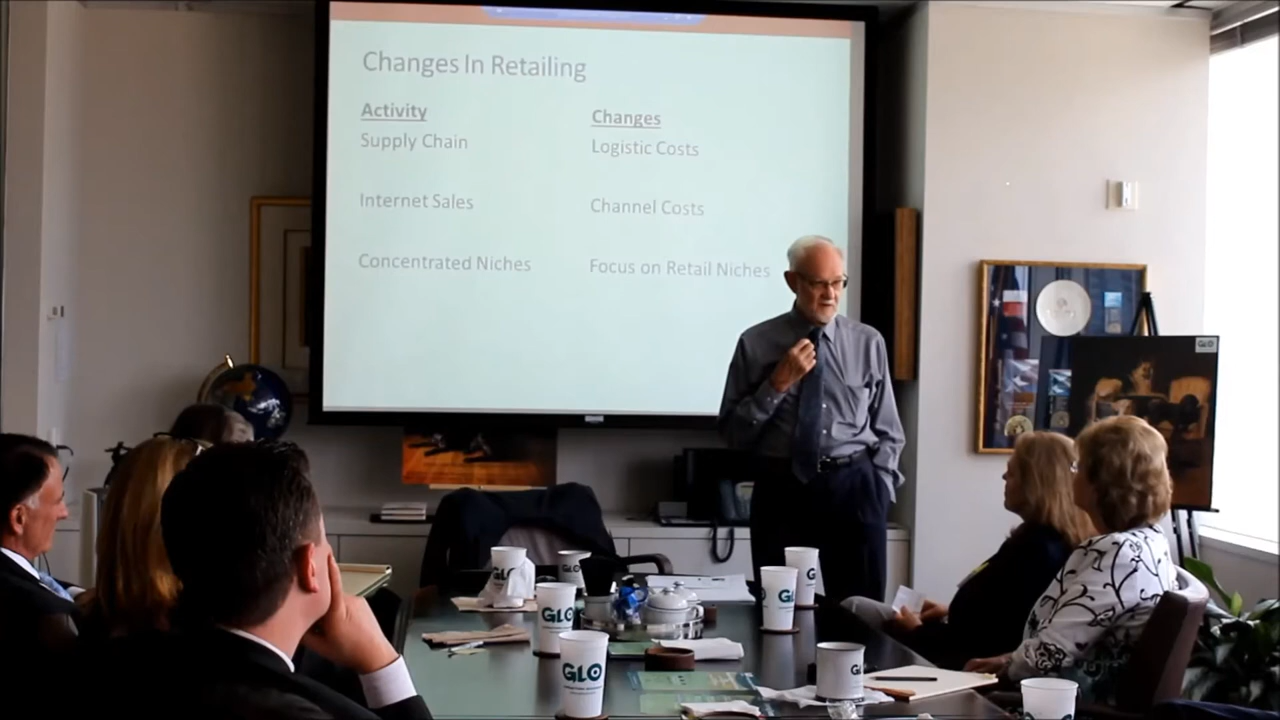 Changes In Retailing
Activity
Changes
Supply Chain
Logistic Costs
Internet Sales
Channel Costs
Concentrated Niches
Focus on Retail Niches
GLO
GLO
GLO
GLO
GLO
GLO